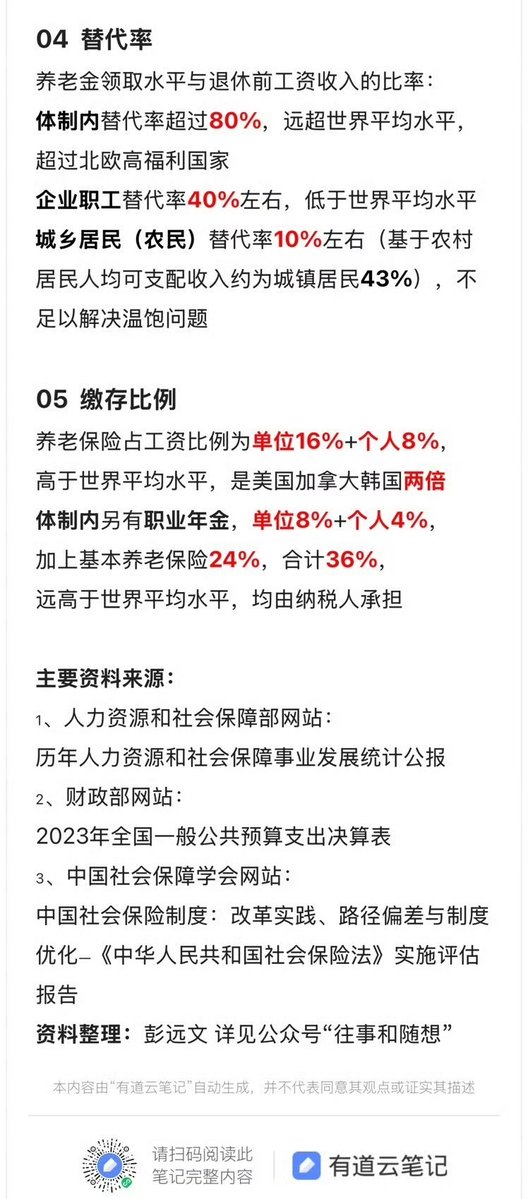 04 替代率
养老金领取水平与退休前工资收入的比率：
体制内替代率超过80%，远超世界平均水平，
超过北欧高福利国家
企业职工替代率40%左右，低于世界平均水平
城乡居民（农民）替代率10%左右（基于农村
居民人均可支配收入约为城镇居民43%），不
足以解决温饱问题
05 缴存比例
养老保险占工资比例为单位16%+个人8%，
高于世界平均水平，是美国加拿大韩国两倍
体制内另有职业年金，单位8%+个人4%，
加上基本养老保险24%，合计36%，
远高于世界平均水平，均由纳税人承担
主要资料来源：
1、人力资源和社会保障部网站：
历年人力资源和社会保障事业发展统计公报
2、财政部网站：
2023年全国一般公共预算支出决算表
3、中国社会保障学会网站：
中国社会保险制度：改革实践、路径偏差与制度
优化—《中华人民共和国社会保险法》实施评估
报告
资料整理：彭远文 详见公众号“往事和随想”
本内容由“有道云笔记”自动生成，并不代表同意其观点或证实其描述
请扫码阅读此
笔记完整内容
有道云笔记